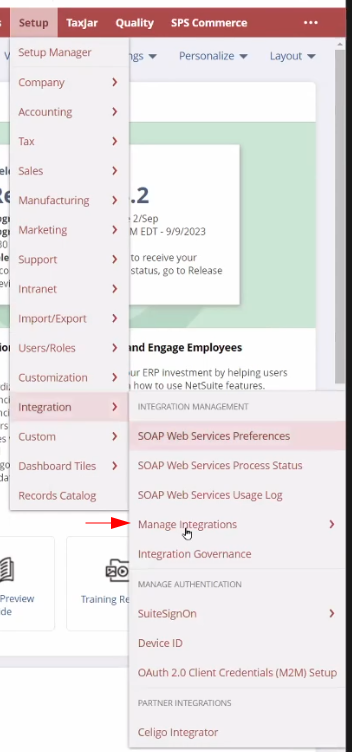 Setup TaxJar Quality SPS Commerce
Setup Manager
ngs Personalize Layout
Company
Accounting
Tax
Sales
Manufacturing
Marketing
Support
Intranet
Import/Export
Users/Roles
Customization
Integration
Custom
Dashboard Tiles
Records Catalog
.2
2/Sep
M EDT - 9/9/2023
to receive your
status, go to Release
and Engage Employees
ur ERP investment by helping users
how to use NetSuite features.
INTEGRATION MANAGEMENT
SOAP Web Services Preferences
SOAP Web Services Process Status
SOAP Web Services Usage Log
Manage Integrations
Integration Governance
MANAGE AUTHENTICATION
SuiteSignOn
Device ID
OAuth 2.0 Client Credentials (M2M) Setup
PARTNER INTEGRATIONS
Celigo Integrator
Preview
de
Training Re